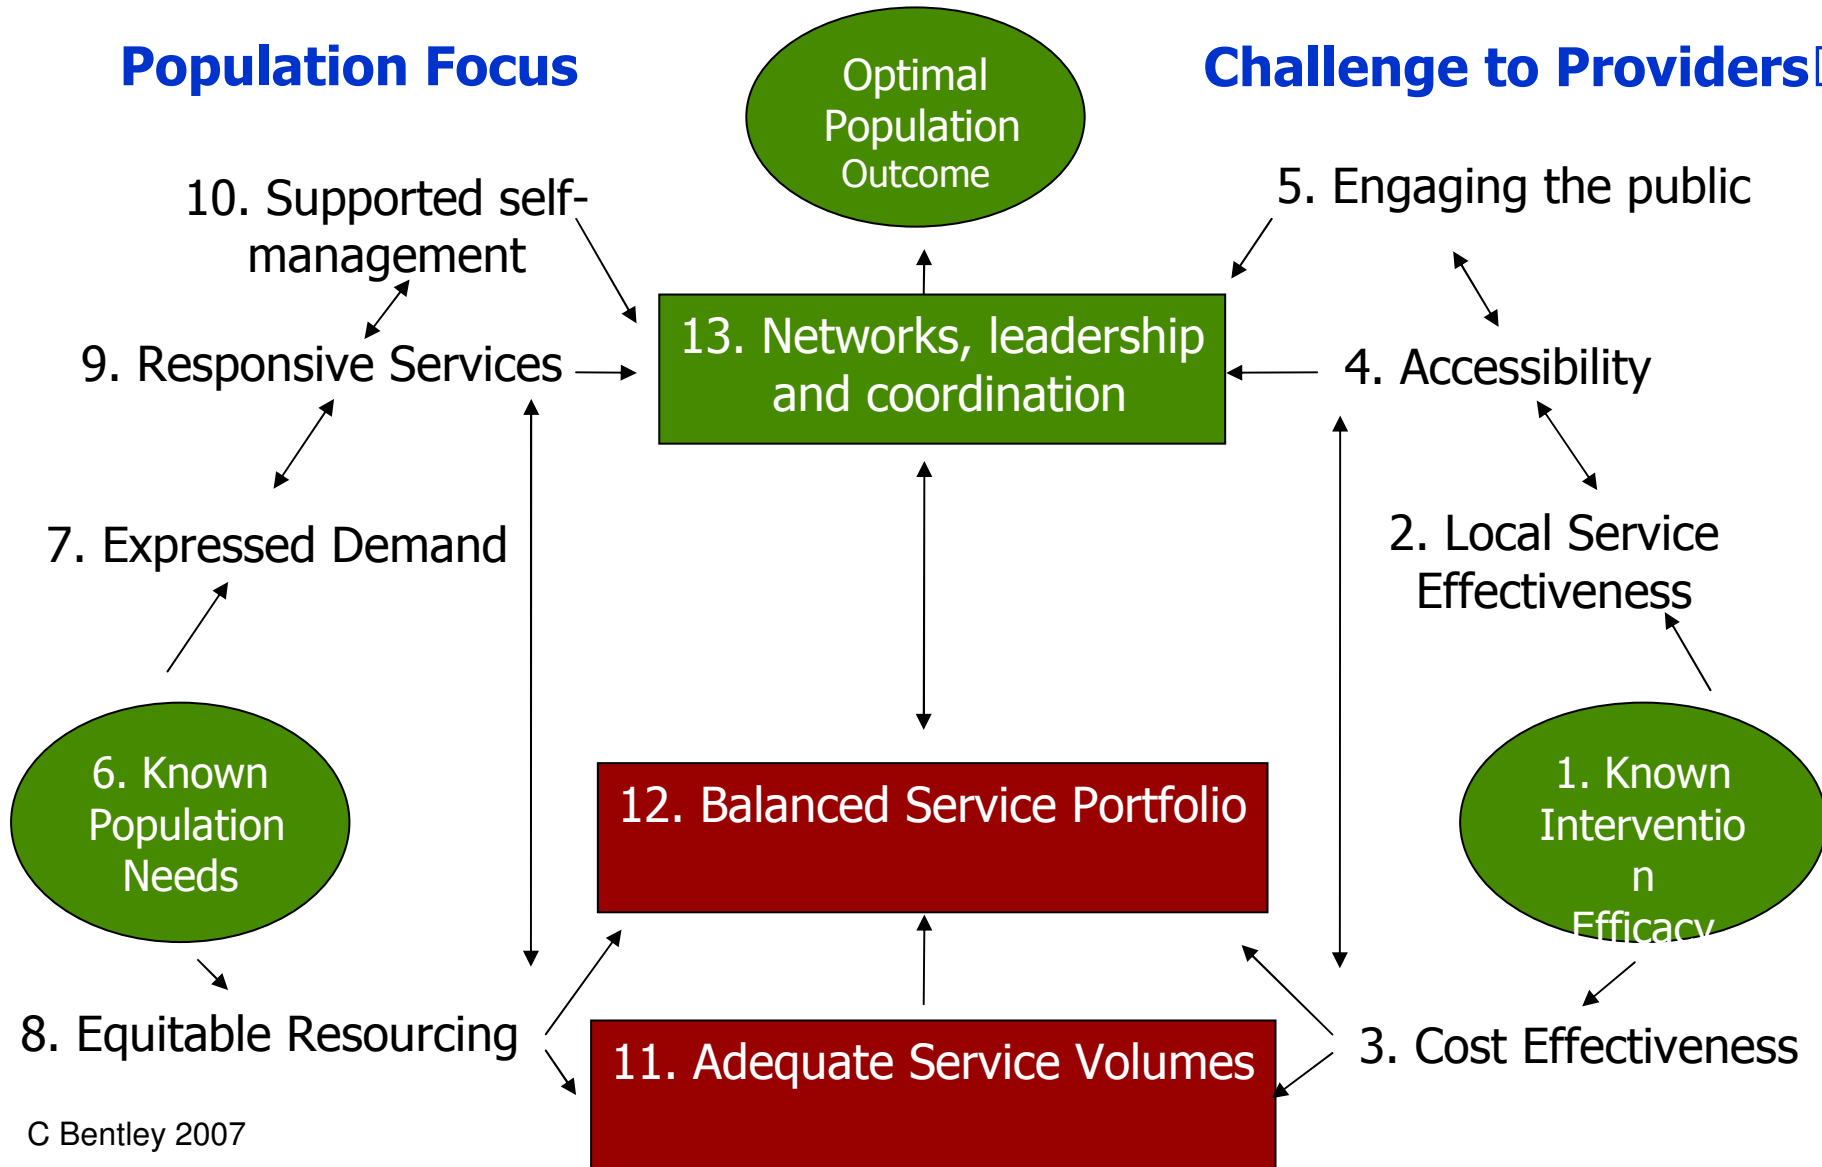 Population Focus
Challenge to Providers
Optimal
Population
Outcome
10. Supported self-
management
5. Engaging the public
13. Networks, leadership
and coordination
9. Responsive Services
4. Accessibility
7. Expressed Demand
2. Local Service
Effectiveness
6. Known
Population
Needs
12. Balanced Service Portfolio
1. Known
Interventio
n
Efficacy
8. Equitable Resourcing
11. Adequate Service Volumes
3. Cost Effectiveness
C Bentley 2007